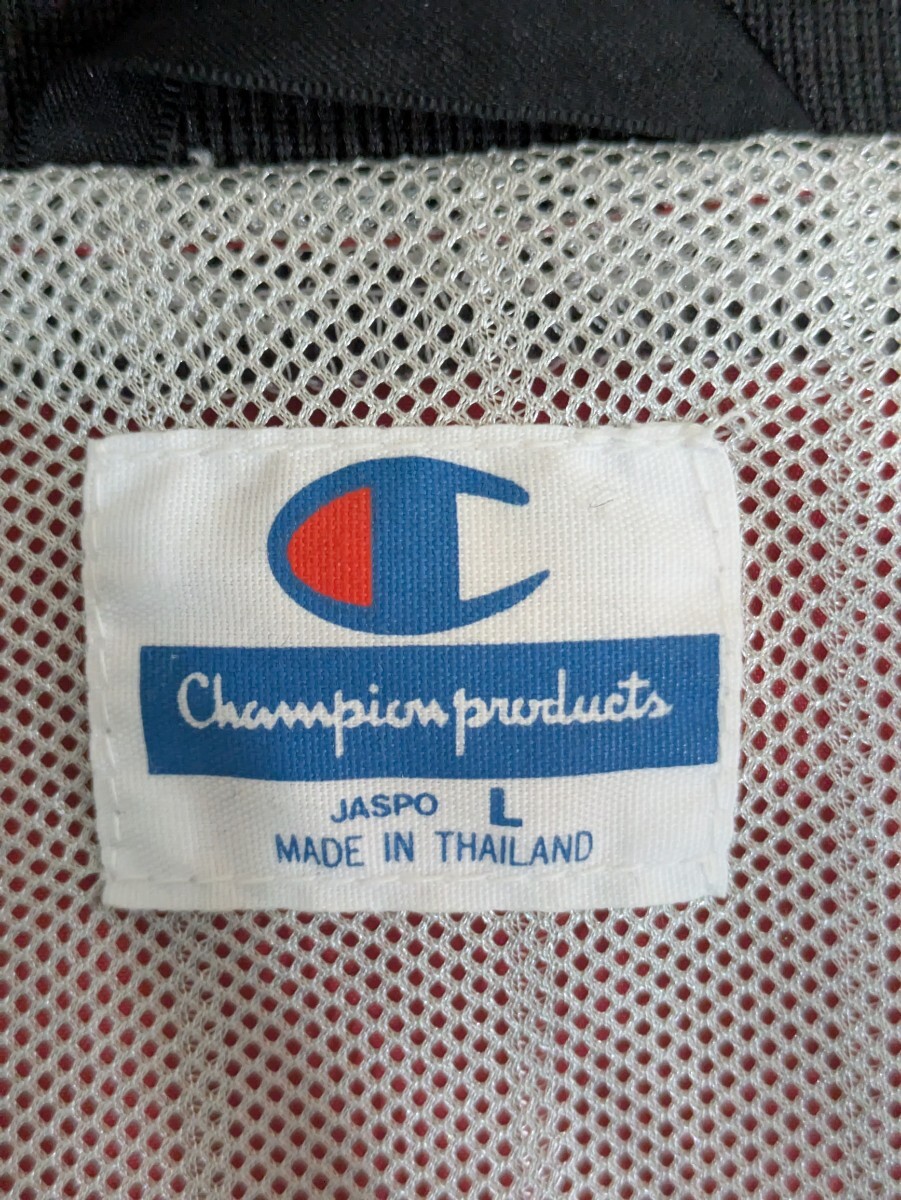 Champion products
JASPO L
MADE IN THAILAND